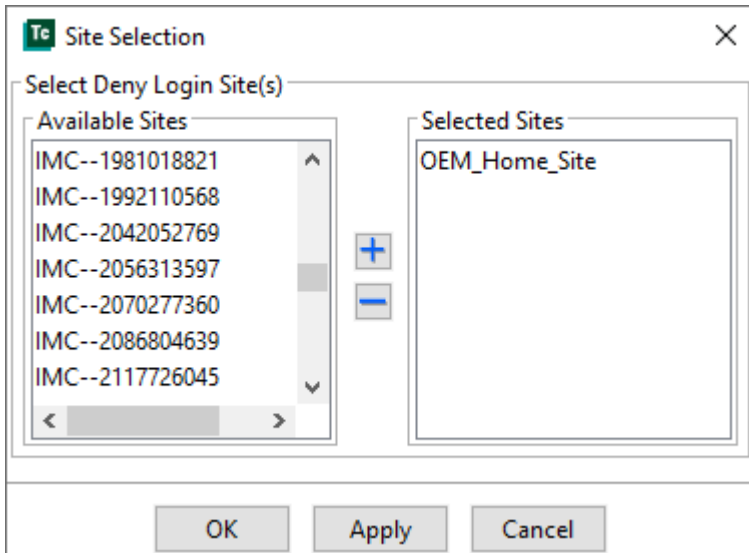 Tc Site Selection
Select Deny Login Site(s)
Available Sites
IMC--1981018821
IMC--1992110568
IMC--2042052769
IMC--2056313597
IMC--2070277360
IMC--2086804639
IMC--2117726045
Selected Sites
OEM_Home_Site
OK Apply Cancel